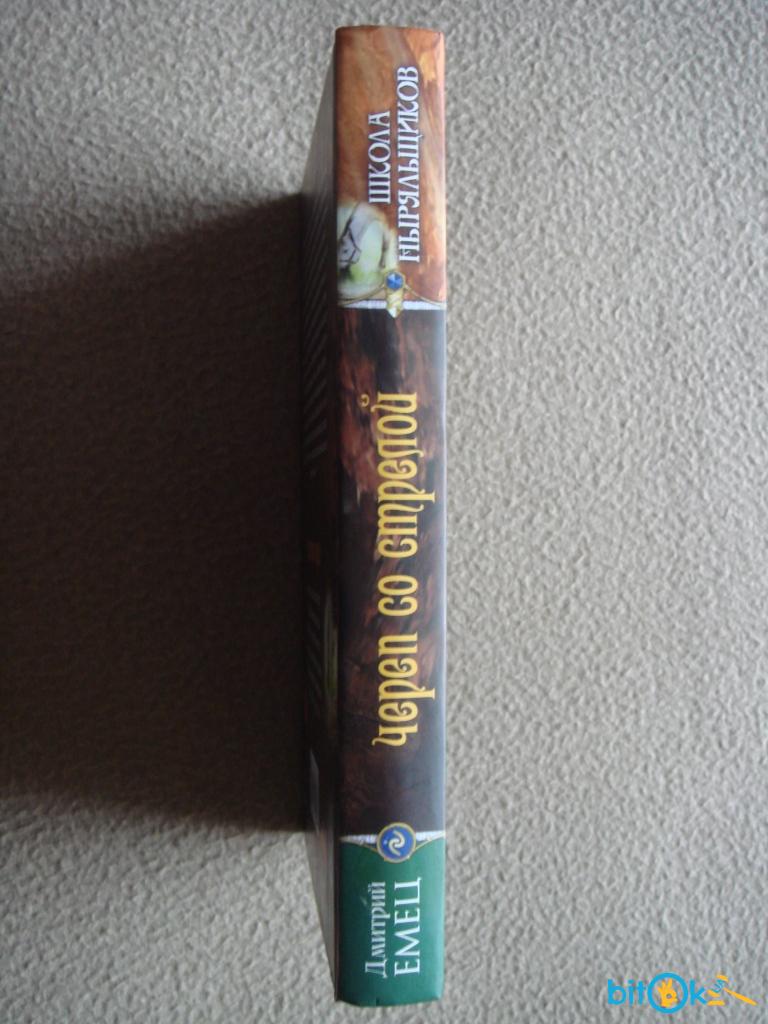 Дмитрий
ЕМЕЦ
Череп со стрелой
ШКОЛА
НЫРЯЛЬЩИКОВ
bitOk